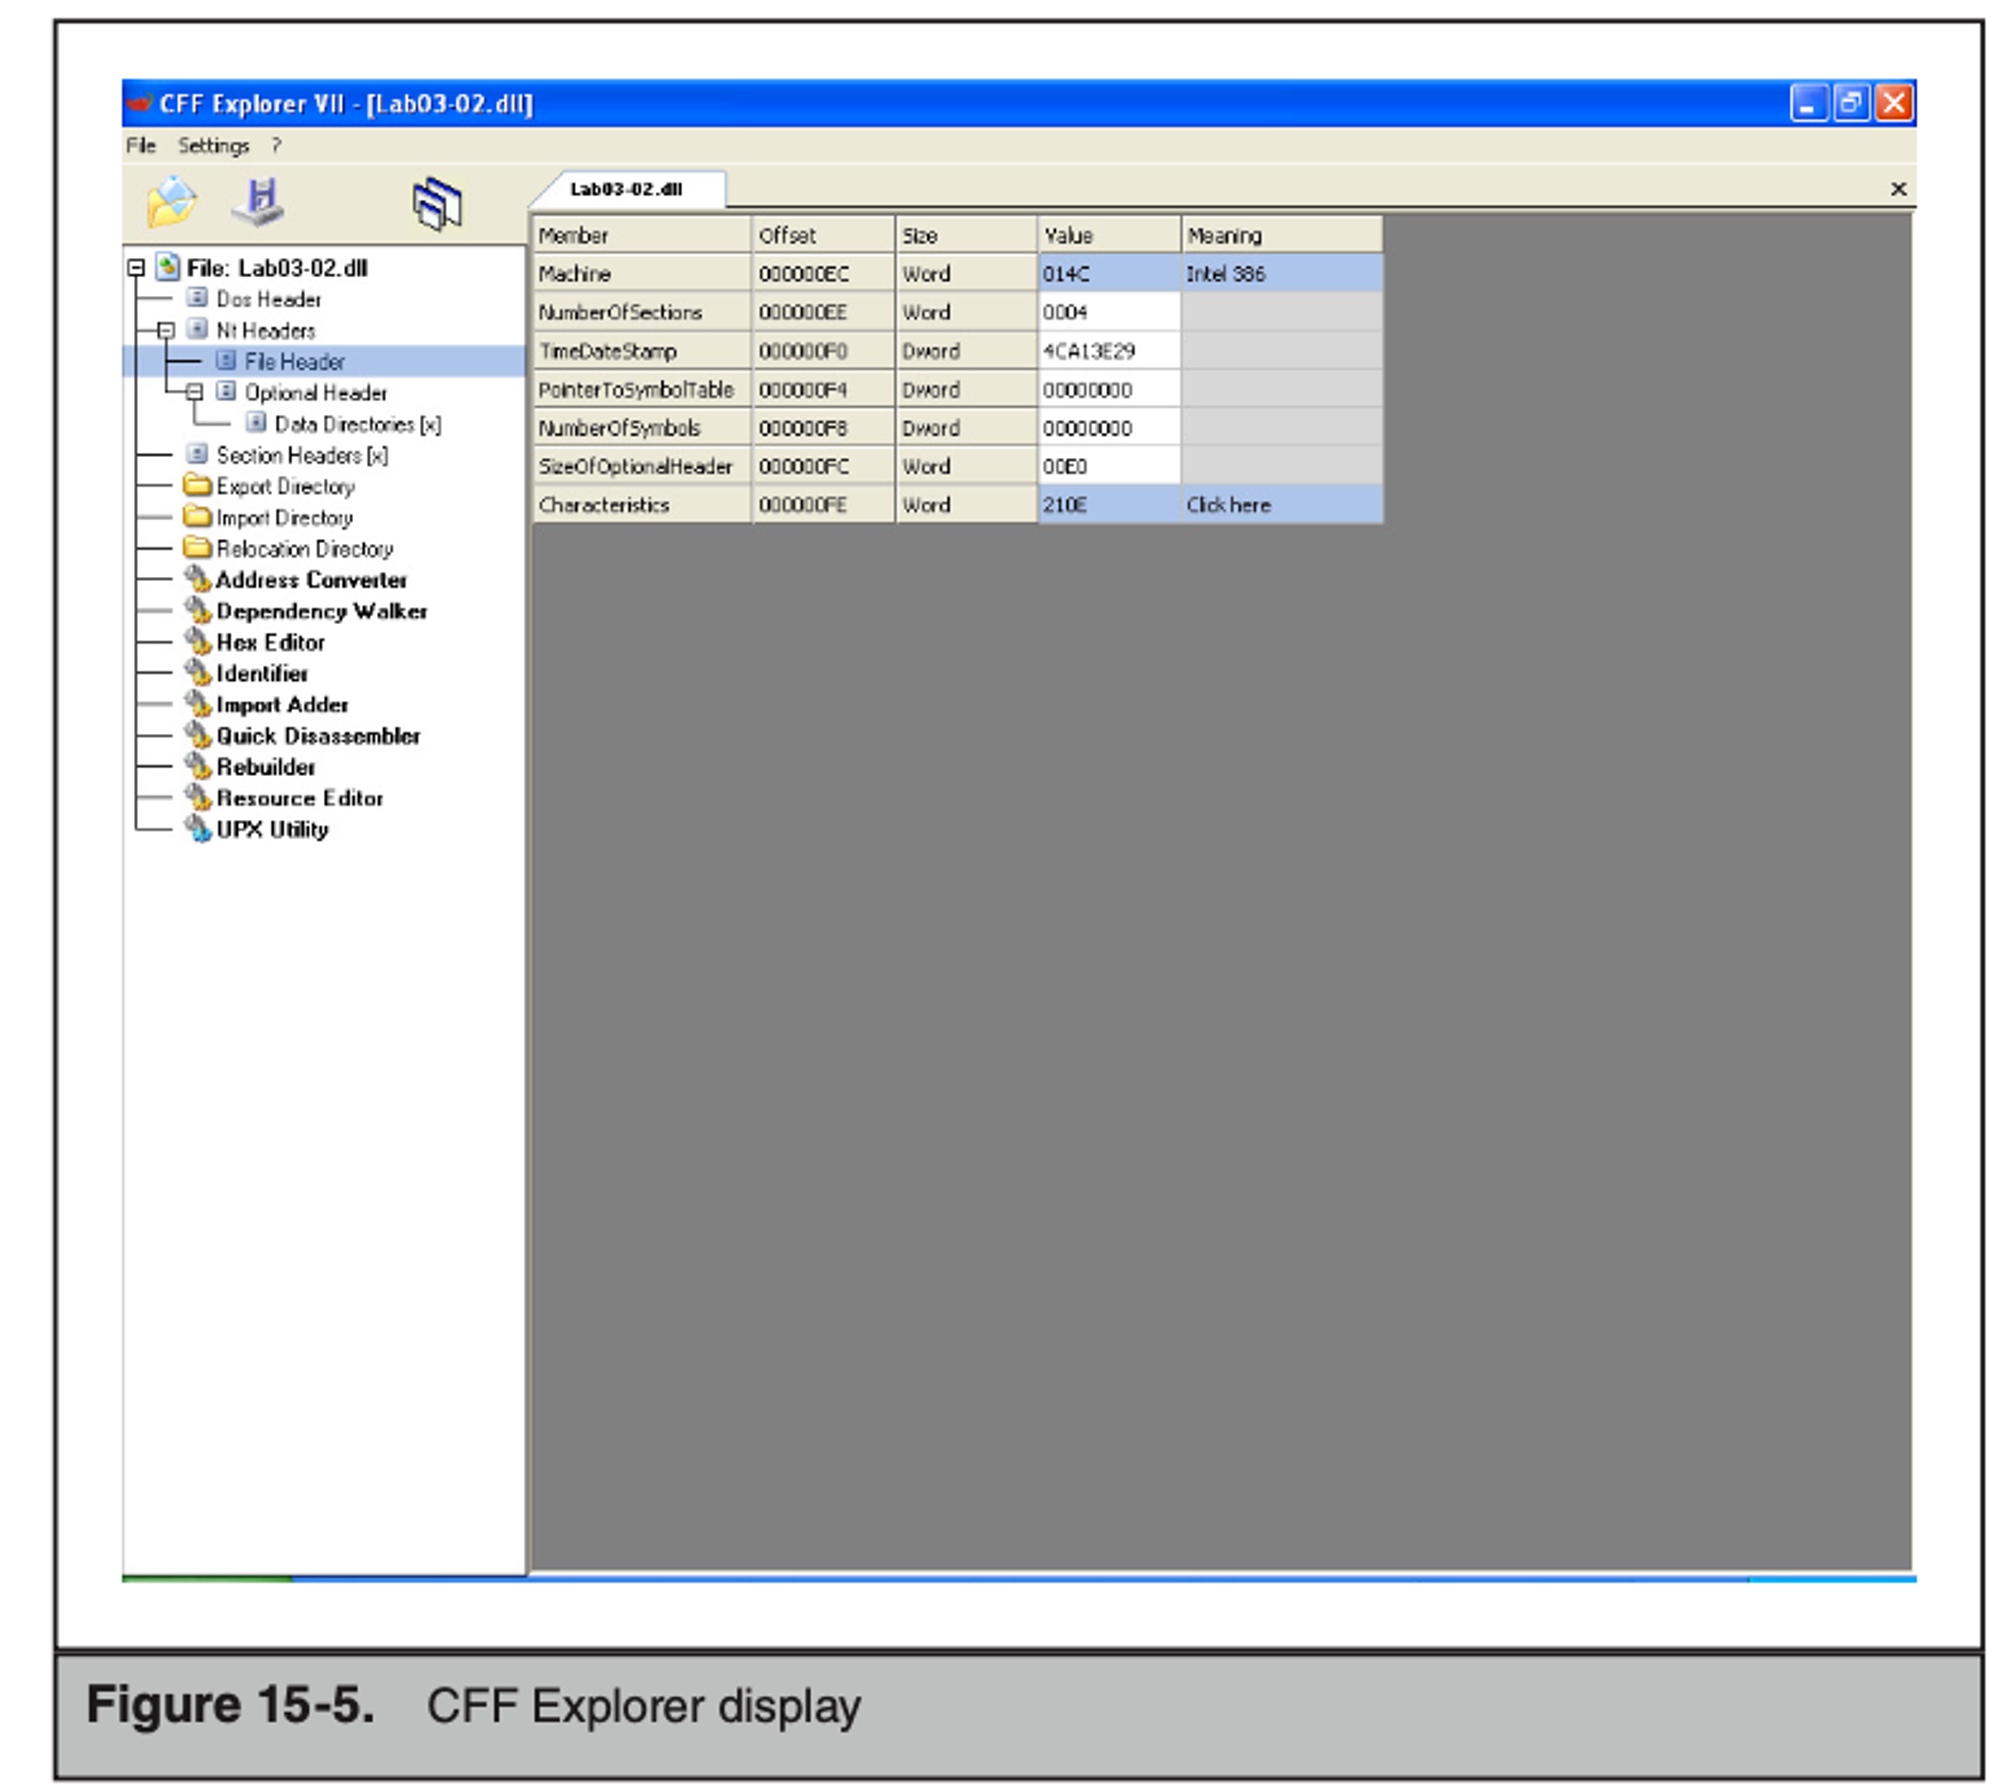 CFF Explorer VII - [Lab03-02.dll]
File Settings ?
Lab03-02.dll
File: Lab03-02.dll
Dos Header
Nt Headers
File Header
Optional Header
Data Directories [x]
Section Headers [x]
Export Directory
Import Directory
Relocation Directory
Address Converter
Dependency Walker
Hex Editor
Identifier
Import Adder
Quick Disassembler
Rebuilder
Resource Editor
UPX Utility
Member Offset Size Value Meaning
Machine 000000EC Word 014C Intel 386
NumberOfSections 000000EE Word 0004
TimeDateStamp 000000F0 Dword 4CA13E29
PointerToSymbolTable 000000F4 Dword 00000000
NumberOfSymbols 000000F8 Dword 00000000
SizeOfOptionalHeader 000000FC Word 00E0
Characteristics 000000FE Word 210E Click here
Figure 15-5. CFF Explorer display